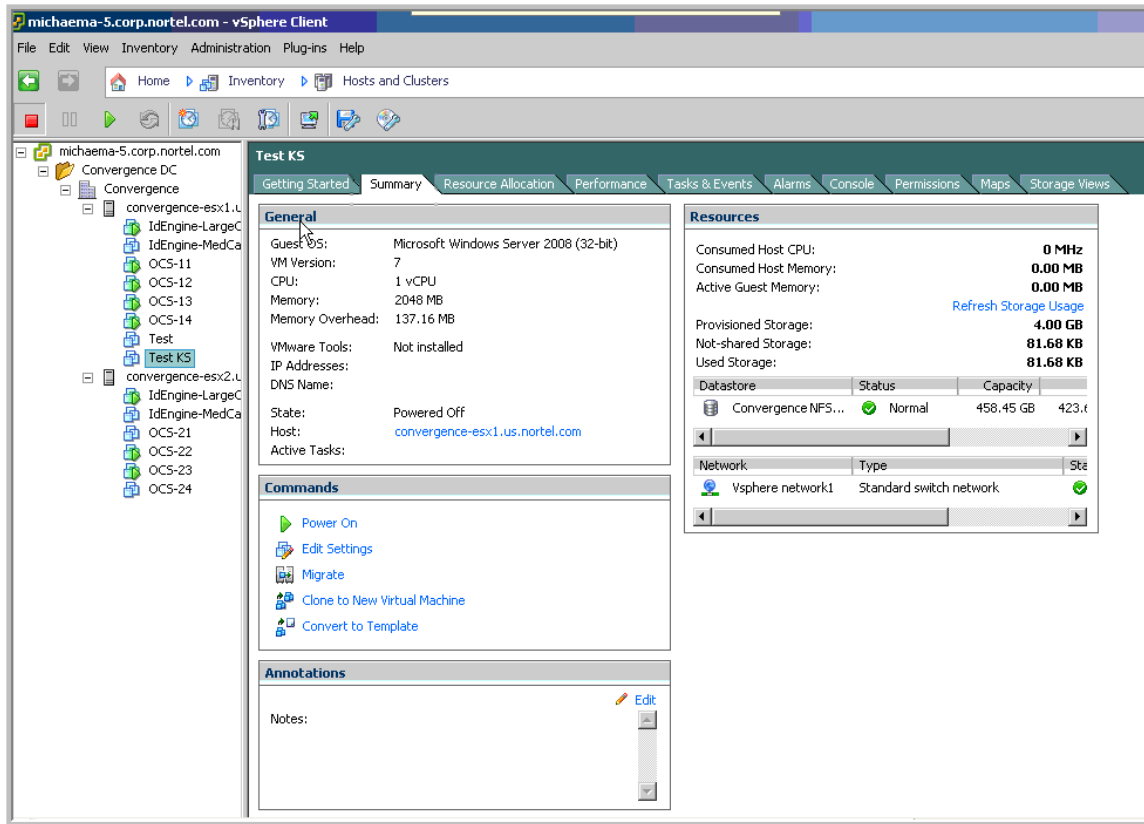 michaema-5.corp.nortel.com - vSphere Client
File Edit View Inventory Administration Plug-ins Help
Home Inventory Hosts and Clusters
michaema-5.corp.nortel.com
Convergence DC
Convergence
convergence-esx1.u
IdEngine-LargeC
IdEngine-MedCa
OCS-11
OCS-12
OCS-13
OCS-14
Test
Test KS
convergence-esx2.u
IdEngine-LargeC
IdEngine-MedCa
OCS-21
OCS-22
OCS-23
OCS-24
Test KS
Getting Started Summary Resource Allocation Performance Tasks & Events Alarms Console Permissions Maps Storage Views
General
Guest OS: Microsoft Windows Server 2008 (32-bit)
VM Version: 7
CPU: 1 vCPU
Memory: 2048 MB
Memory Overhead: 137.16 MB
VMware Tools: Not installed
IP Addresses:
DNS Name:
State: Powered Off
Host: convergence-esx1.us.nortel.com
Active Tasks:
Commands
Power On
Edit Settings
Migrate
Clone to New Virtual Machine
Convert to Template
Annotations
Edit
Notes:
Resources
Consumed Host CPU: 0 MHz
Consumed Host Memory: 0.00 MB
Active Guest Memory: 0.00 MB
Refresh Storage Usage
Provisioned Storage: 4.00 GB
Not-shared Storage: 81.68 KB
Used Storage: 81.68 KB
Datastore Status Capacity
Convergence NFS... Normal 458.45 GB 423.6
Network Type Sta
Vsphere network1 Standard switch network